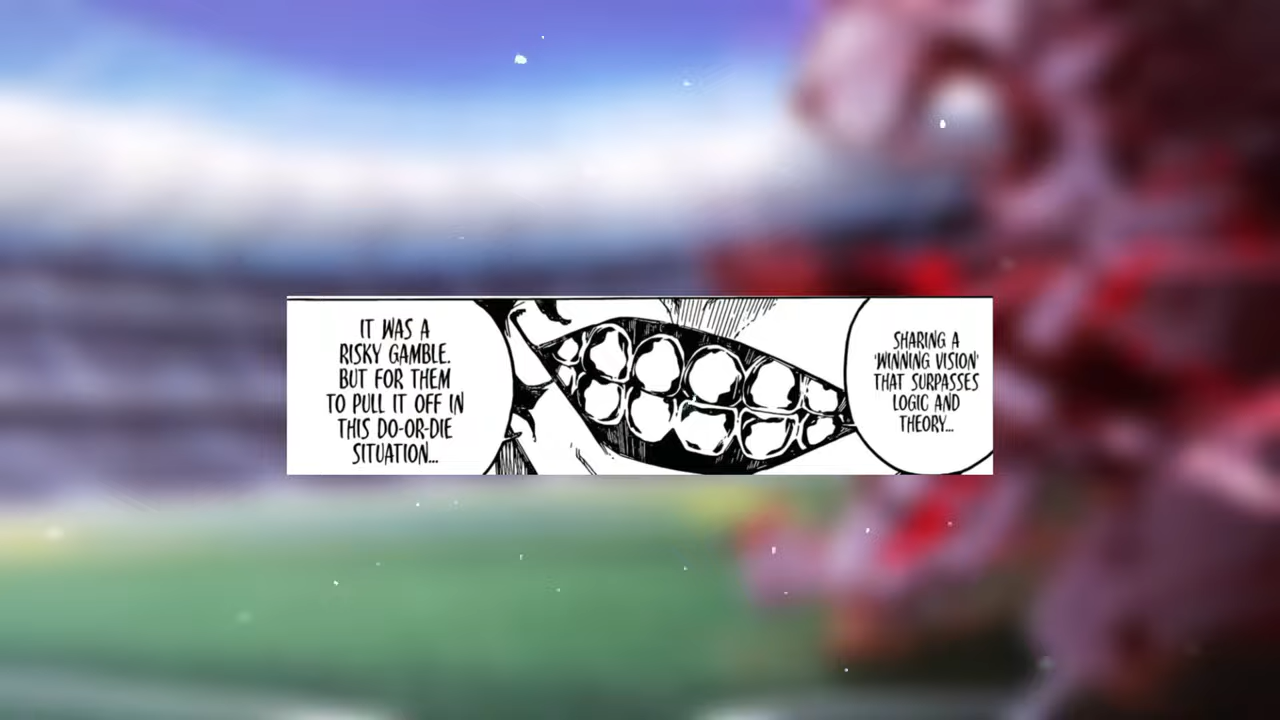 IT WAS A
RISKY GAMBLE.
BUT FOR THEM
TO PULL IT OFF IN
THIS DO-OR-DIE
SITUATION...
SHARING A
'WINNING VISION'
THAT SURPASSES
LOGIC AND
THEORY...